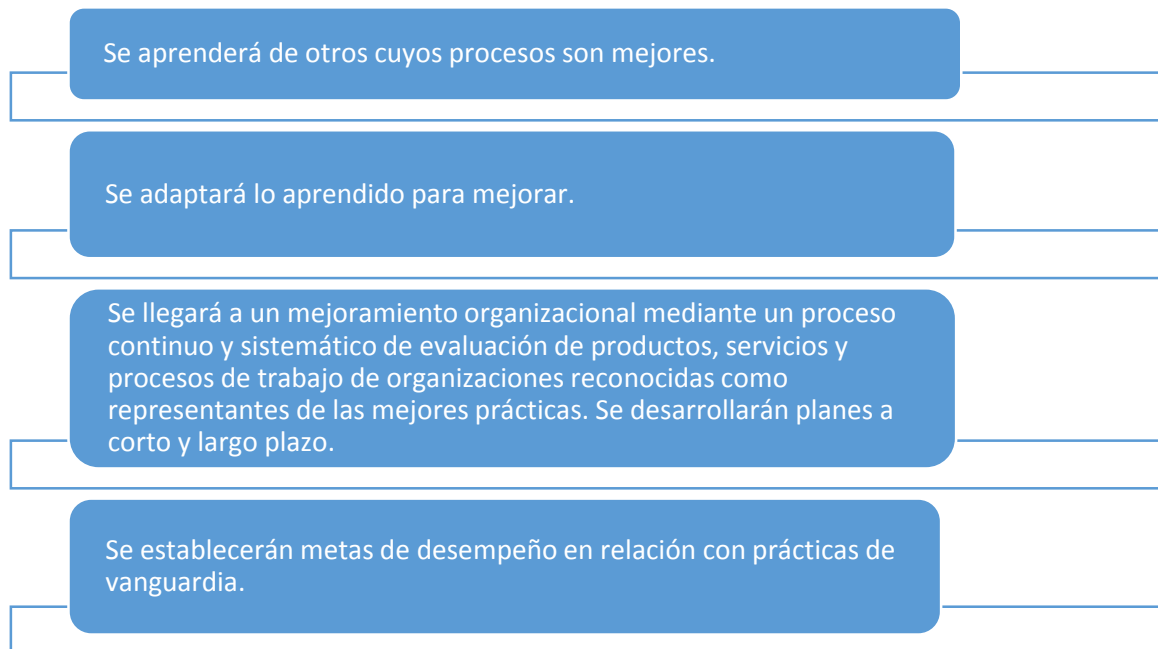 Se aprenderá de otros cuyos procesos son mejores.
Se adaptará lo aprendido para mejorar.
Se llegará a un mejoramiento organizacional mediante un proceso
continuo y sistemático de evaluación de productos, servicios y
procesos de trabajo de organizaciones reconocidas como
representantes de las mejores prácticas. Se desarrollarán planes a
corto y largo plazo.
Se establecerán metas de desempeño en relación con prácticas de
vanguardia.